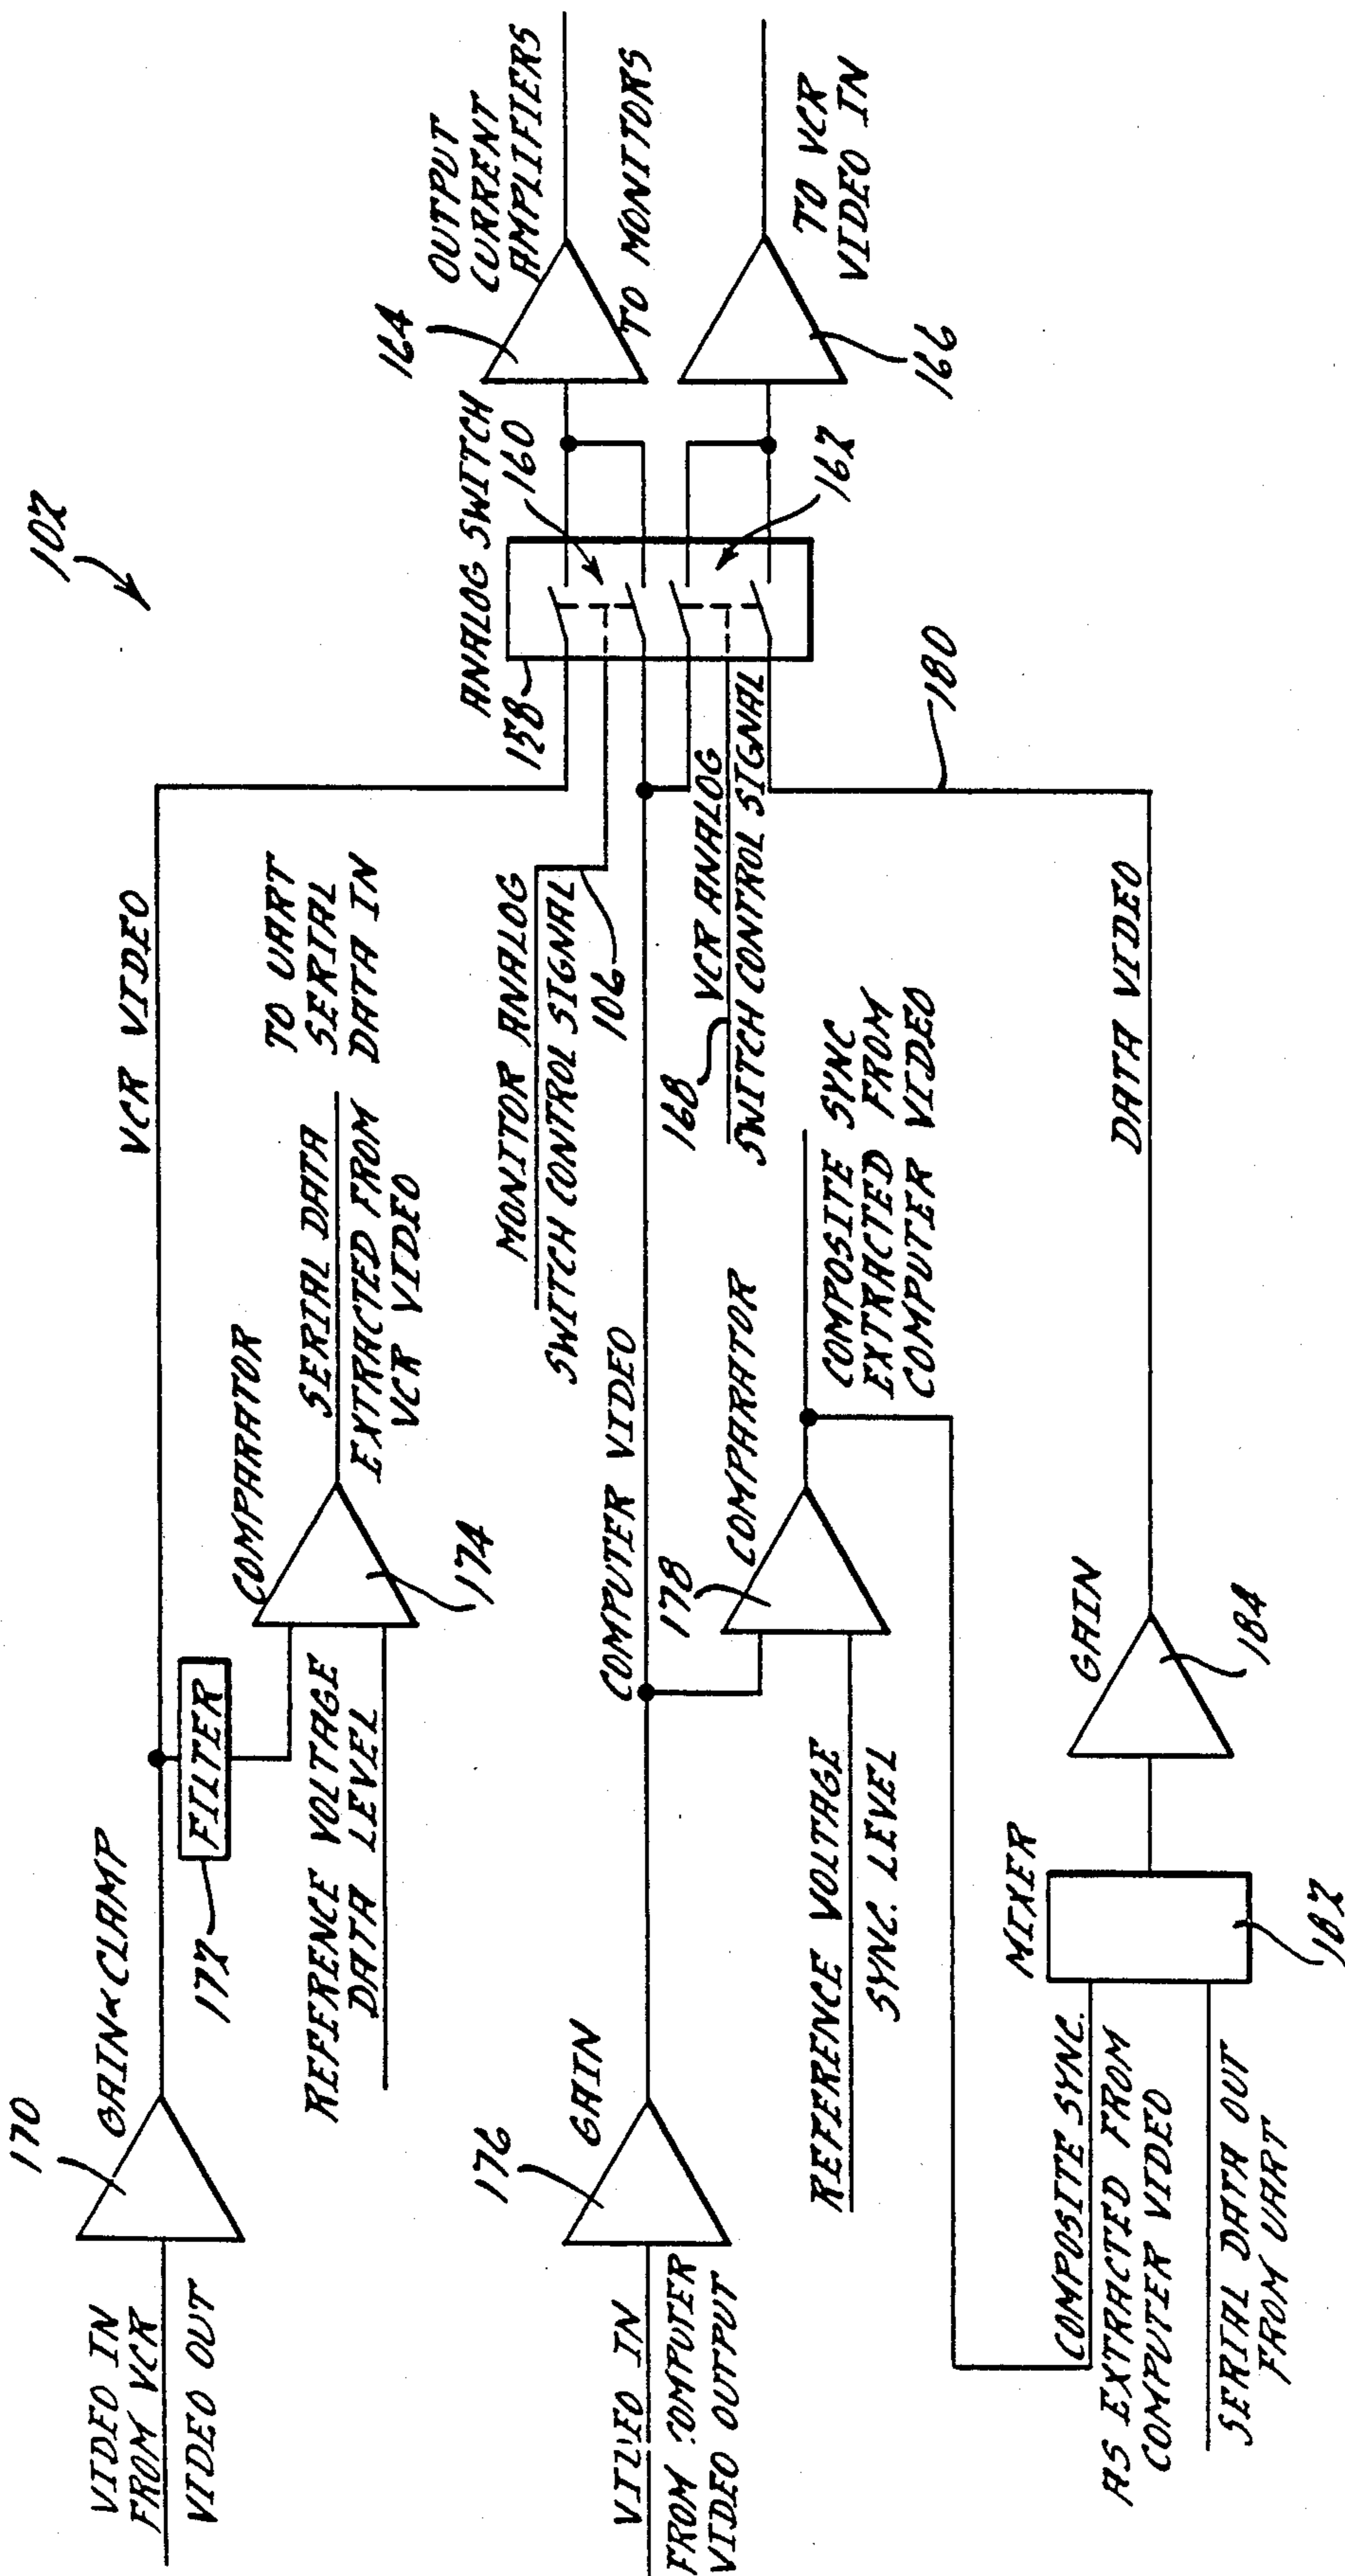 102
170
VIDEO IN
FROM VCR
VIDEO OUT
GAIN & CLAMP
172
FILTER
VCR VIDEO
COMPARATOR
174
REFERENCE VOLTAGE
DATA LEVEL
SERIAL DATA
EXTRACTED FROM
VCR VIDEO
TO UART
SERIAL
DATA IN
176
VIDEO IN
FROM COMPUTER
VIDEO OUTPUT
GAIN
COMPUTER VIDEO
MONITOR ANALOG
SWITCH CONTROL SIGNAL
106
178
COMPARATOR
REFERENCE VOLTAGE
SYNC. LEVEL
COMPOSITE SYNC
EXTRACTED FROM
COMPUTER VIDEO
168
VCR ANALOG
SWITCH CONTROL SIGNAL
ANALOG SWITCH
158
160
162
164
OUTPUT
CURRENT
AMPLIFIERS
TO MONITORS
166
TO VCR
VIDEO IN
180
COMPOSITE SYNC.
AS EXTRACTED FROM
COMPUTER VIDEO
SERIAL DATA OUT
FROM UART
MIXER
182
GAIN
184
DATA VIDEO